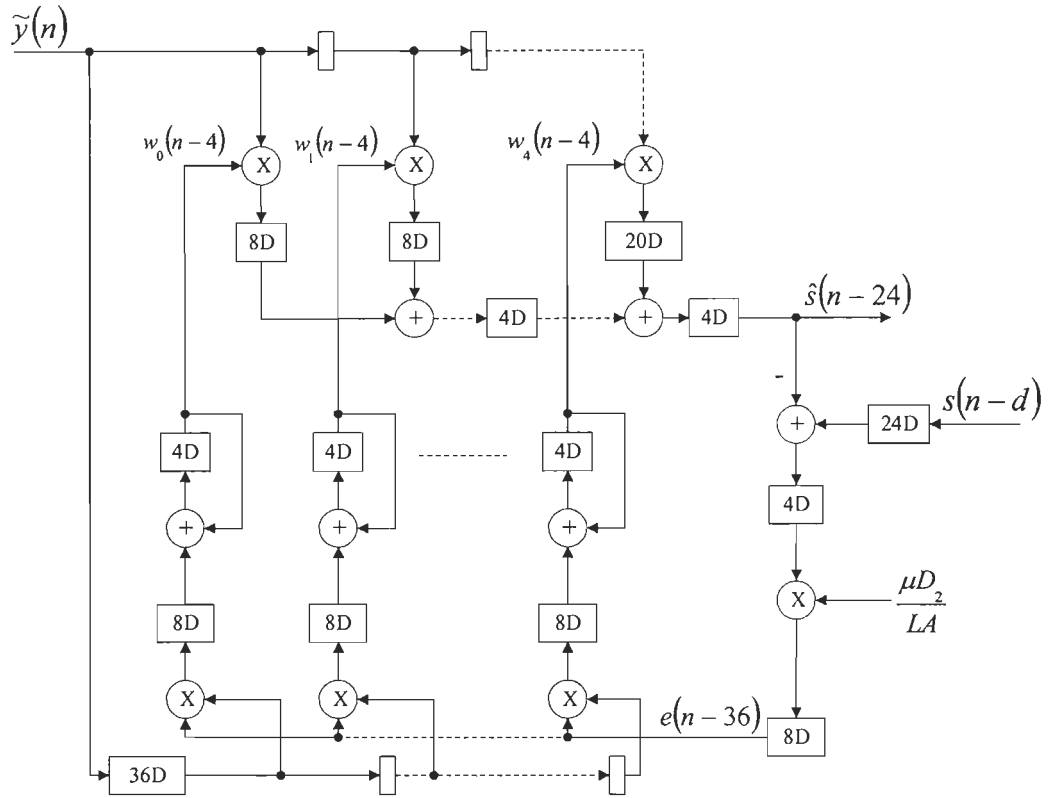 ỹ(n)
w₀(n−4) X w₁(n−4) X w₄(n−4) X
8D 8D 20D
+ 4D + 4D ŝ(n−24)
-
+ 24D s(n−d)
4D 4D 4D
4D
+ + +
X μD₂/LA
8D 8D 8D
X X X
e(n−36) 8D
36D